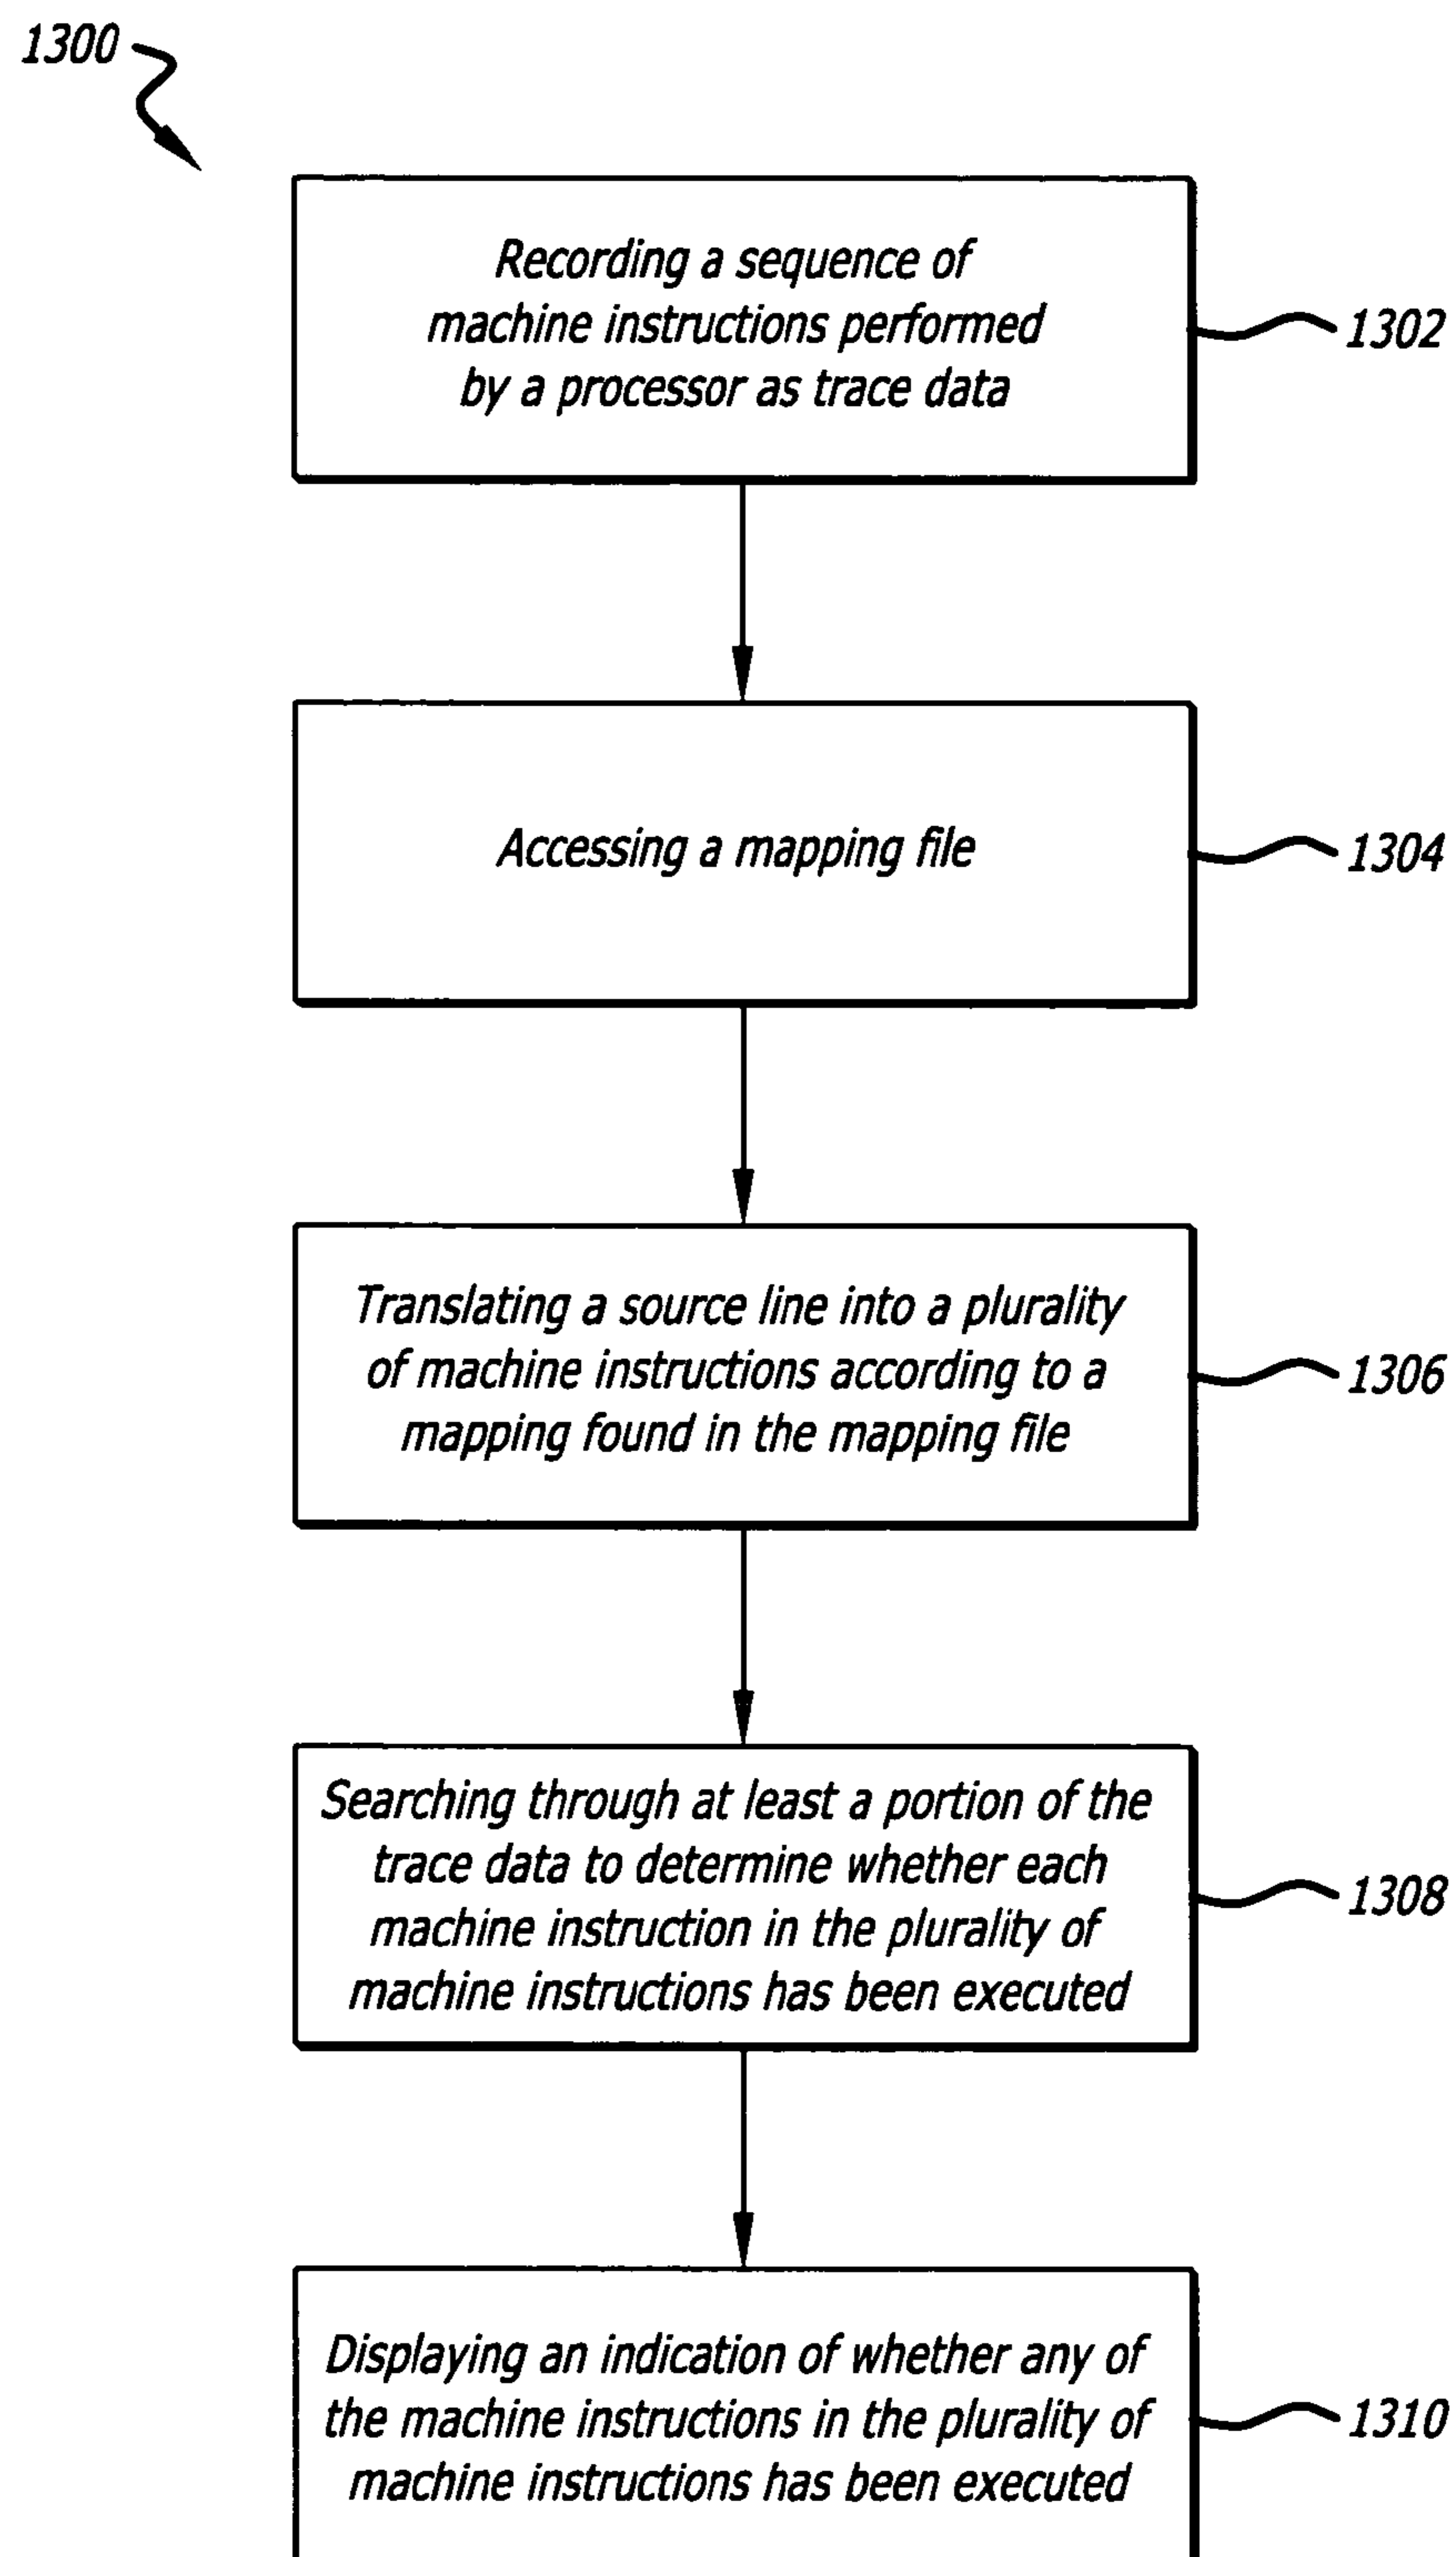 1300
Recording a sequence of
machine instructions performed
by a processor as trace data
1302
Accessing a mapping file
1304
Translating a source line into a plurality
of machine instructions according to a
mapping found in the mapping file
1306
Searching through at least a portion of the
trace data to determine whether each
machine instruction in the plurality of
machine instructions has been executed
1308
Displaying an indication of whether any of
the machine instructions in the plurality of
machine instructions has been executed
1310